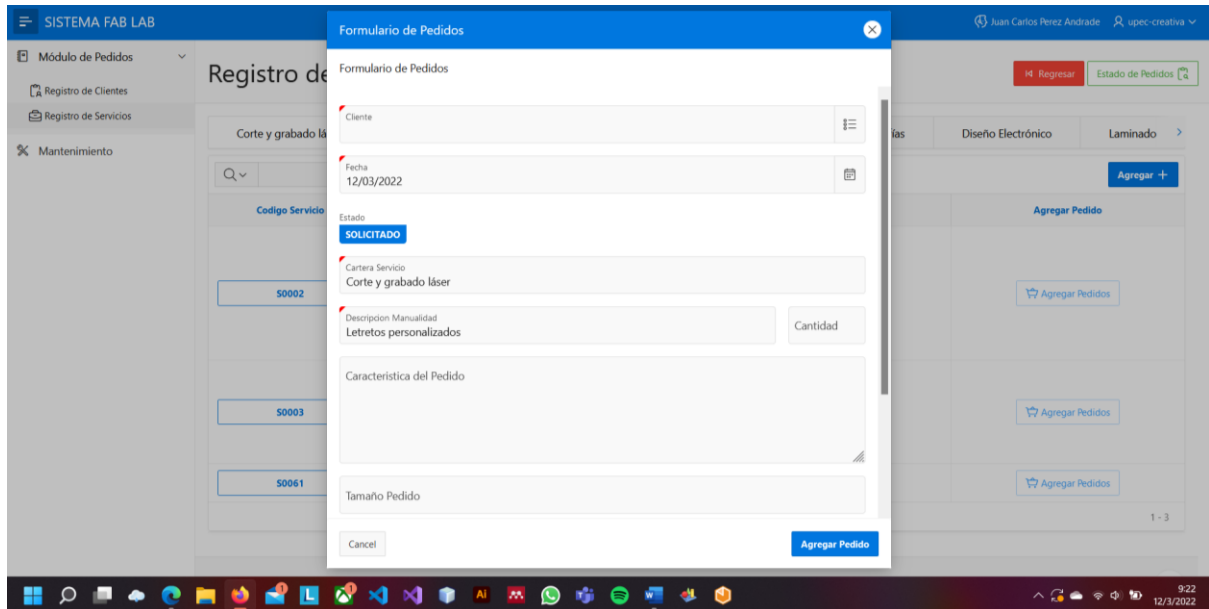 SISTEMA FAB LAB
Juan Carlos Perez Andrade
upec-creativa
Módulo de Pedidos
Registro de Clientes
Registro de Servicios
Mantenimiento
Registro de
Regresar
Estado de Pedidos
Corte y grabado lá
ías
Diseño Electrónico
Laminado
Agregar
Codigo Servicio
Agregar Pedido
S0002
Agregar Pedidos
S0003
Agregar Pedidos
S0061
Agregar Pedidos
1 - 3
Formulario de Pedidos
Formulario de Pedidos
Cliente
Fecha
12/03/2022
Estado
SOLICITADO
Cartera Servicio
Corte y grabado láser
Descripcion Manualidad
Letretos personalizados
Cantidad
Caracteristica del Pedido
Tamaño Pedido
Cancel
Agregar Pedido
L
Ai
9:22
12/3/2022